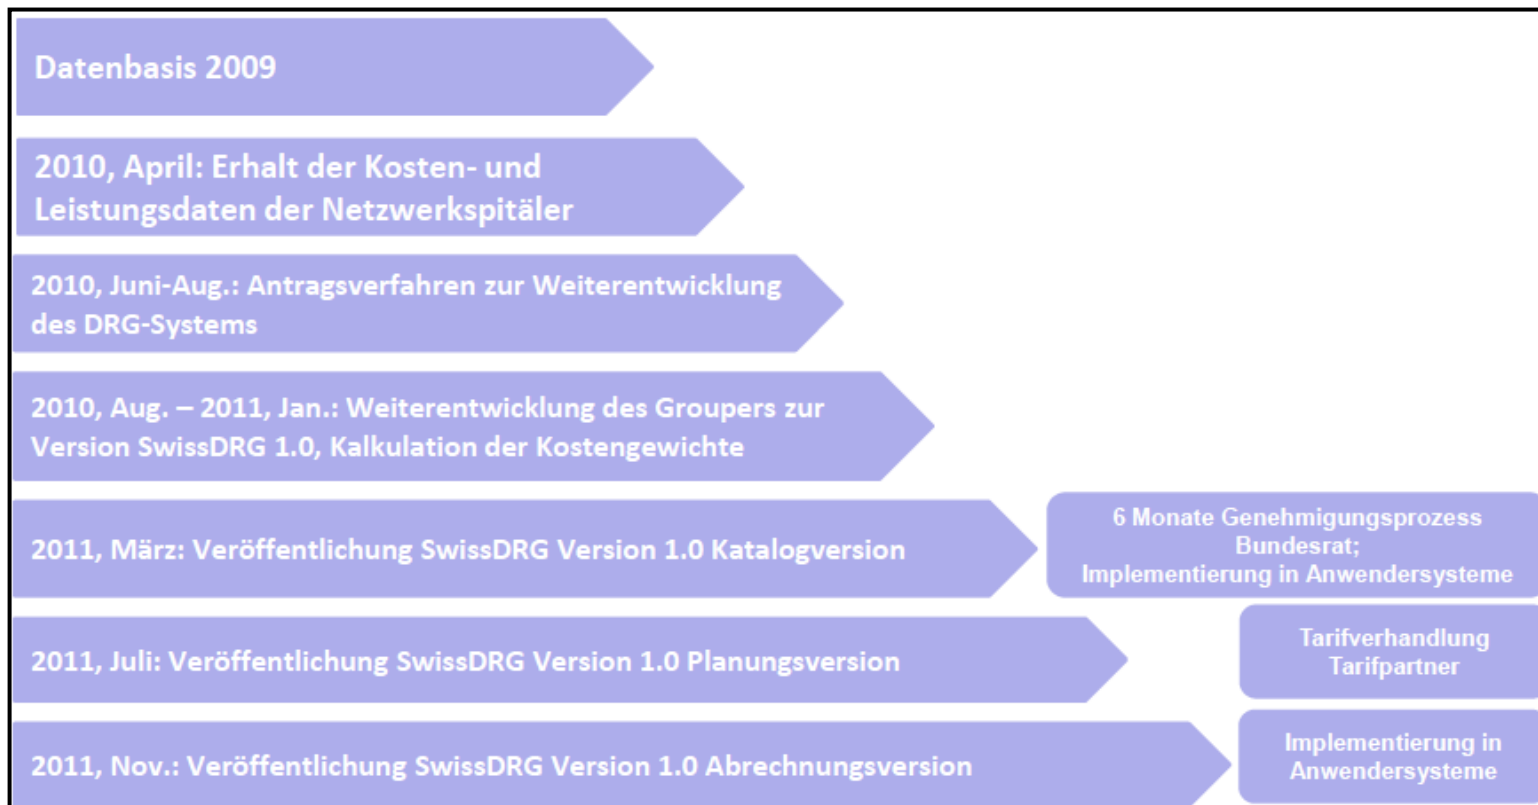 Datenbasis 2009
2010, April: Erhalt der Kosten- und
Leistungsdaten der Netzwerkspitäler
2010, Juni-Aug.: Antragsverfahren zur Weiterentwicklung
des DRG-Systems
2010, Aug. – 2011, Jan.: Weiterentwicklung des Groupers zur
Version SwissDRG 1.0, Kalkulation der Kostengewichte
2011, März: Veröffentlichung SwissDRG Version 1.0 Katalogversion
6 Monate Genehmigungsprozess
Bundesrat;
Implementierung in Anwendersysteme
2011, Juli: Veröffentlichung SwissDRG Version 1.0 Planungsversion
Tarifverhandlung
Tarifpartner
2011, Nov.: Veröffentlichung SwissDRG Version 1.0 Abrechnungsversion
Implementierung in
Anwendersysteme